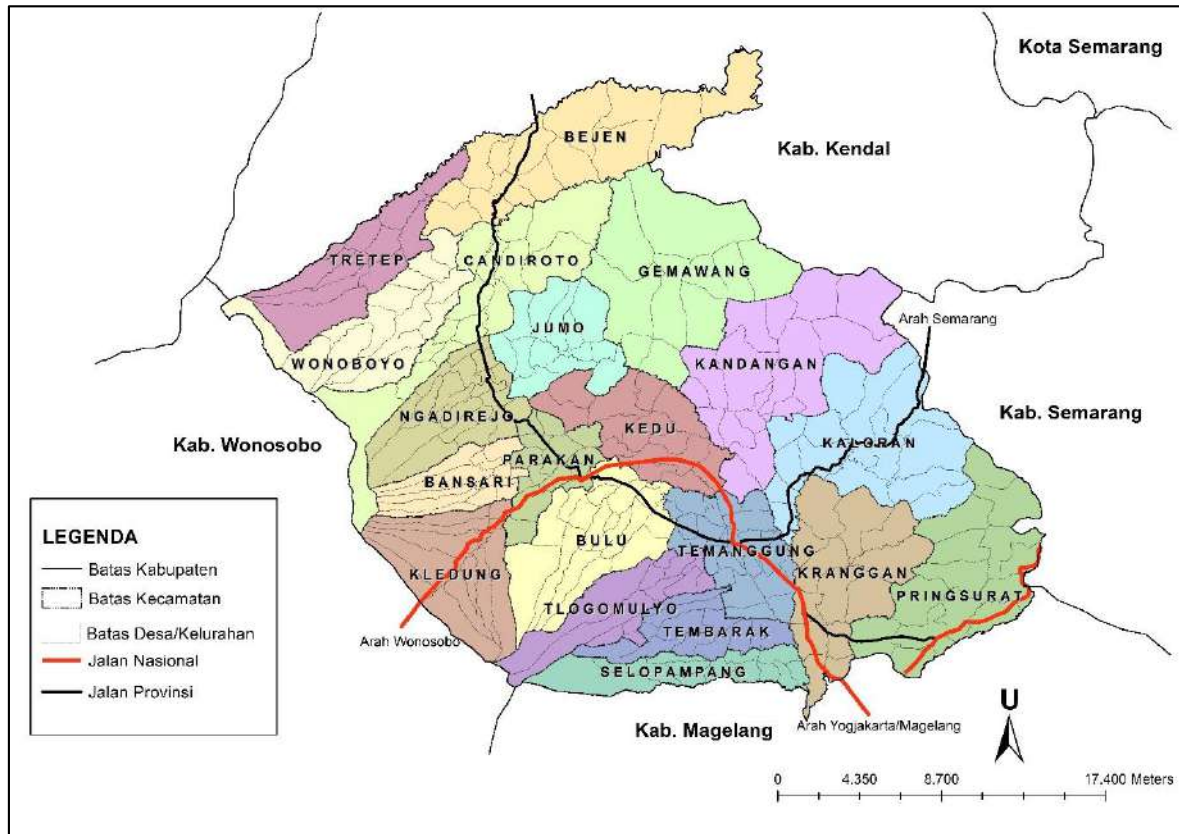 Kota Semarang
BEJEN
Kab. Kendal
TRETEP
CANDIROTO
GEMAWANG
Arah Semarang
JUMO
WONOBOYO
KANDANGAN
NGADIREJO
Kab. Semarang
KEDU
KALORAN
Kab. Wonosobo
PARAKAN
BANSARI
LEGENDA
Batas Kabupaten
Batas Kecamatan
Batas Desa/Kelurahan
Jalan Nasional
Jalan Provinsi
BULU
TEMANGGUNG
KLEDUNG
KRANGGAN
PRINGSURAT
TLOGOMULYO
TEMBARAK
Arah Wonosobo
SELOPAMPANG
Kab. Magelang
Arah Yogjakarta/Magelang
U
0 4.350 8.700 17.400 Meters